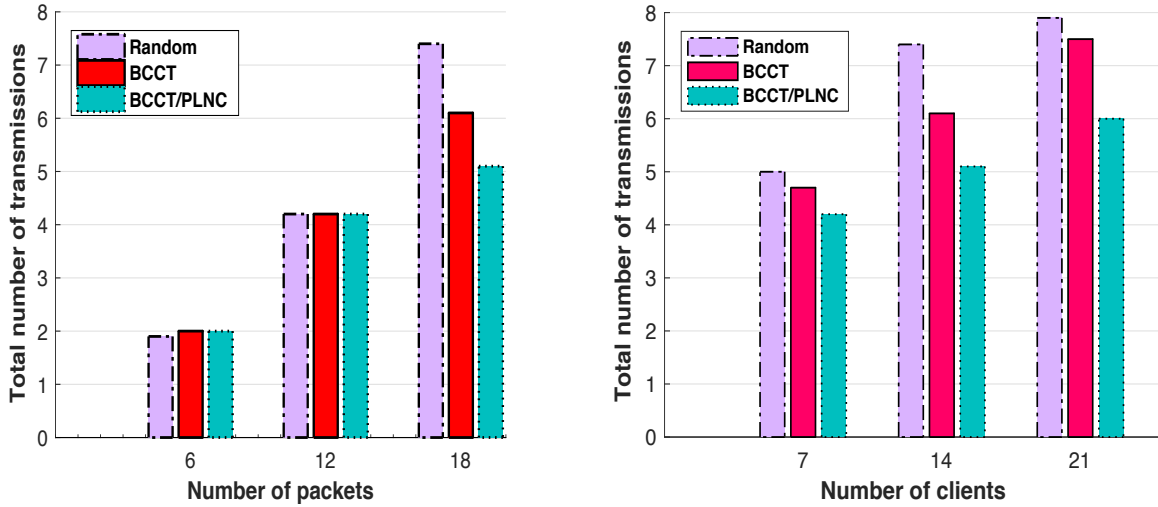 Total number of transmissions
8
7
6
5
4
3
2
1
0
Random
BCCT
BCCT/PLNC
6
12
18
Number of packets
Total number of transmissions
8
7
6
5
4
3
2
1
0
Random
BCCT
BCCT/PLNC
7
14
21
Number of clients